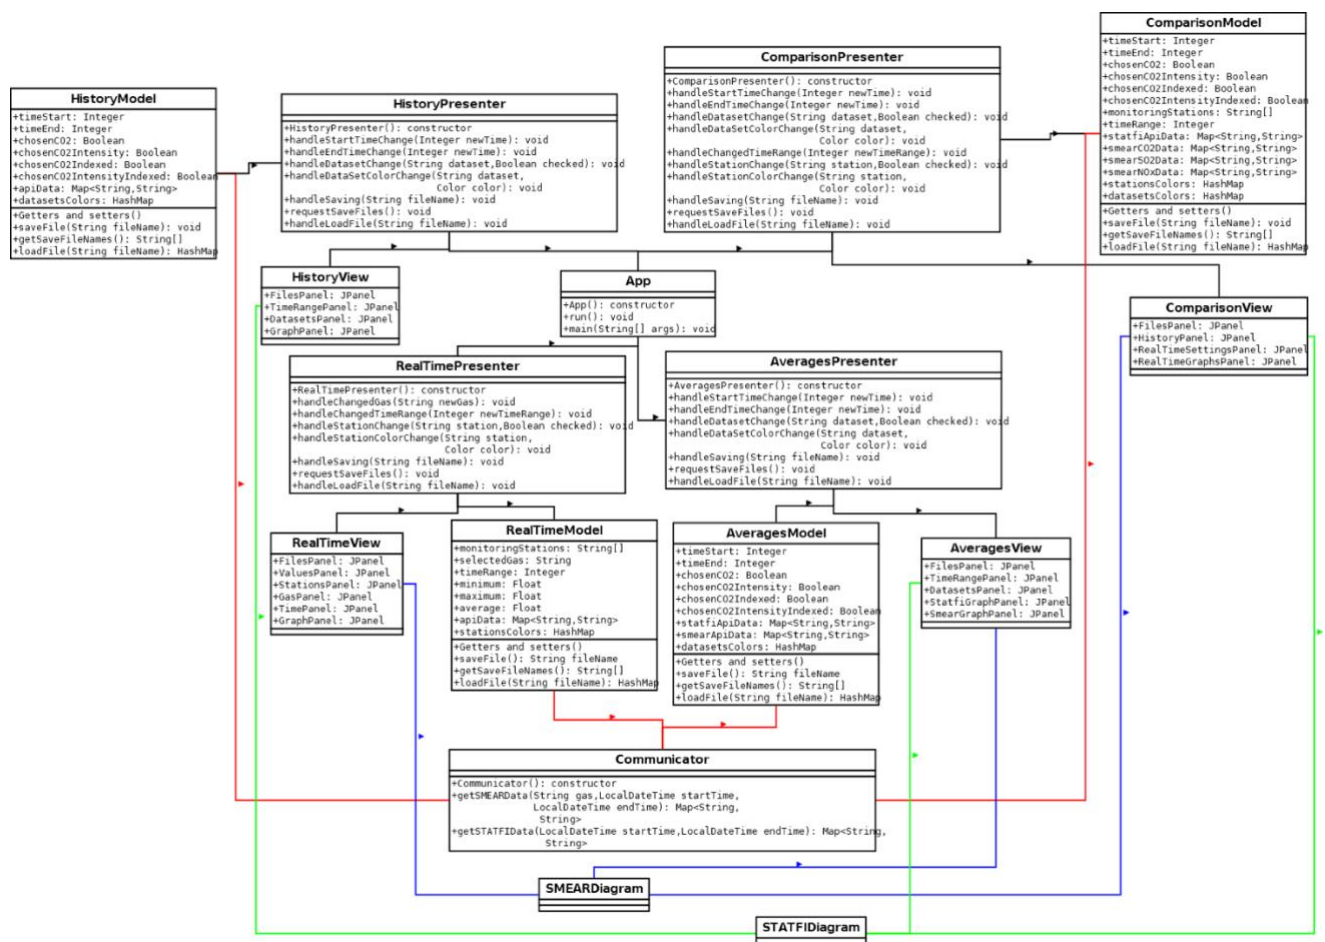 HistoryModel
+timeStart: Integer
+timeEnd: Integer
+chosenCO2: Boolean
+chosenCO2Intensity: Boolean
+chosenCO2Indexed: Boolean
+chosenCO2IntensityIndexed: Boolean
+apiData: Map<String,String>
+datasetsColors: HashMap
+Getters and setters()
+saveFile(String fileName): void
+getSaveFileNames(): String[]
+loadFile(String fileName): HashMap
HistoryPresenter
+HistoryPresenter(): constructor
+handleStartTimeChange(Integer newTime): void
+handleEndTimeChange(Integer newTime): void
+handleDatasetChange(String dataset,Boolean checked): void
+handleDataSetColorChange(String dataset,
Color color): void
+handleSaving(String fileName): void
+requestSaveFiles(): void
+handleLoadFile(String fileName): void
ComparisonPresenter
+ComparisonPresenter(): constructor
+handleStartTimeChange(Integer newTime): void
+handleEndTimeChange(Integer newTime): void
+handleDatasetChange(String dataset,Boolean checked): void
+handleDataSetColorChange(String dataset,
Color color): void
+handleChangedTimeRange(Integer newTimeRange): void
+handleStationChange(String station,Boolean checked): void
+handleStationColorChange(String station,
Color color): void
+handleSaving(String fileName): void
+requestSaveFiles(): void
+handleLoadFile(String fileName): void
ComparisonModel
+timeStart: Integer
+timeEnd: Integer
+chosenCO2: Boolean
+chosenCO2Intensity: Boolean
+chosenCO2Indexed: Boolean
+chosenCO2IntensityIndexed: Boolean
+monitoringStations: String[]
+timeRange: Integer
+statfiApiData: Map<String,String>
+smearCO2Data: Map<String,String>
+smearSO2Data: Map<String,String>
+smearNOxData: Map<String,String>
+stationsColors: HashMap
+datasetsColors: HashMap
+Getters and setters()
+saveFile(String fileName): void
+getSaveFileNames(): String[]
+loadFile(String fileName): HashMap
HistoryView
+FilesPanel: JPanel
+TimeRangePanel: JPanel
+DatasetsPanel: JPanel
+GraphPanel: JPanel
App
+App(): constructor
+run(): void
+main(String[] args): void
ComparisonView
+FilesPanel: JPanel
+HistoryPanel: JPanel
+RealTimeSettingsPanel: JPanel
+RealTimeGraphsPanel: JPanel
RealTimePresenter
+RealTimePresenter(): constructor
+handleChangedGas(String newGas): void
+handleChangedTimeRange(Integer newTimeRange): void
+handleStationChange(String station,Boolean checked): void
+handleStationColorChange(String station,
Color color): void
+handleSaving(String fileName): void
+requestSaveFiles(): void
+handleLoadFile(String fileName): void
AveragesPresenter
+AveragesPresenter(): constructor
+handleStartTimeChange(Integer newTime): void
+handleEndTimeChange(Integer newTime): void
+handleDatasetChange(String dataset,Boolean checked): void
+handleDataSetColorChange(String dataset,
Color color): void
+handleSaving(String fileName): void
+requestSaveFiles(): void
+handleLoadFile(String fileName): void
RealTimeView
+FilesPanel: JPanel
+ValuesPanel: JPanel
+StationsPanel: JPanel
+GasPanel: JPanel
+TimePanel: JPanel
+GraphPanel: JPanel
RealTimeModel
+monitoringStations: String[]
+selectedGas: String
+timeRange: Integer
+minimum: Float
+maximum: Float
+average: Float
+apiData: Map<String,String>
+stationsColors: HashMap
+Getters and setters()
+saveFile(): String fileName
+getSaveFileNames(): String[]
+loadFile(String fileName): HashMap
AveragesModel
+timeStart: Integer
+timeEnd: Integer
+chosenCO2: Boolean
+chosenCO2Intensity: Boolean
+chosenCO2Indexed: Boolean
+chosenCO2IntensityIndexed: Boolean
+statfiApiData: Map<String,String>
+smearApiData: Map<String,String>
+datasetsColors: HashMap
+Getters and setters()
+saveFile(): String fileName
+getSaveFileNames(): String[]
+loadFile(String fileName): HashMap
AveragesView
+FilesPanel: JPanel
+TimeRangePanel: JPanel
+DatasetsPanel: JPanel
+StatfiGraphPanel: JPanel
+SmearGraphPanel: JPanel
Communicator
+Communicator(): constructor
+getSMEARData(String gas,LocalDateTime startTime,
LocalDateTime endTime): Map<String,
String>
+getSTATFIData(LocalDateTime startTime,LocalDateTime endTime): Map<String,
String>
SMEARDiagram
STATFIDiagram